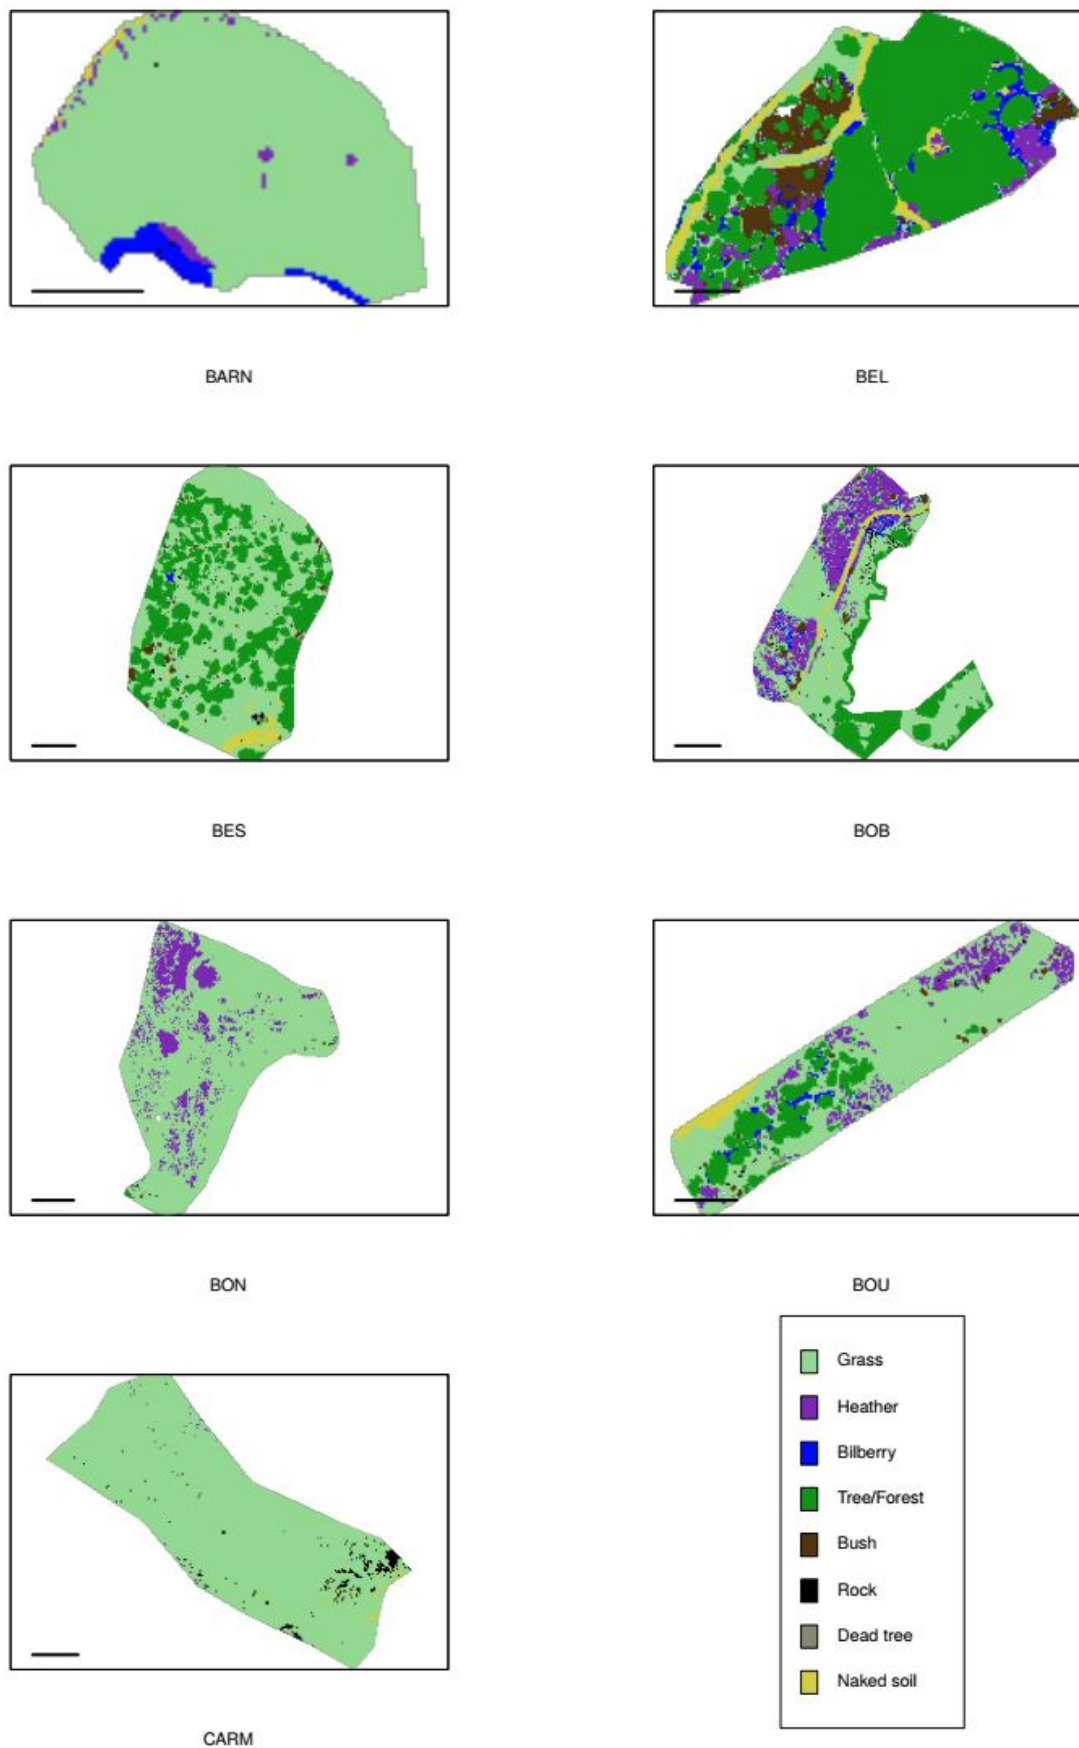 BARN
BEL
BES
BOB
BON
BOU
Grass
Heather
Bilberry
Tree/Forest
Bush
Rock
Dead tree
Naked soil
CARM